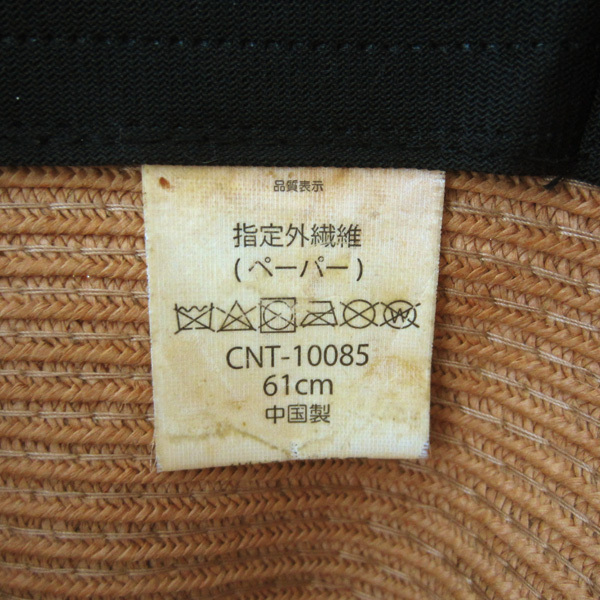 品質表示
指定外繊維
(ペーパー)
CNT-10085
61cm
中国製